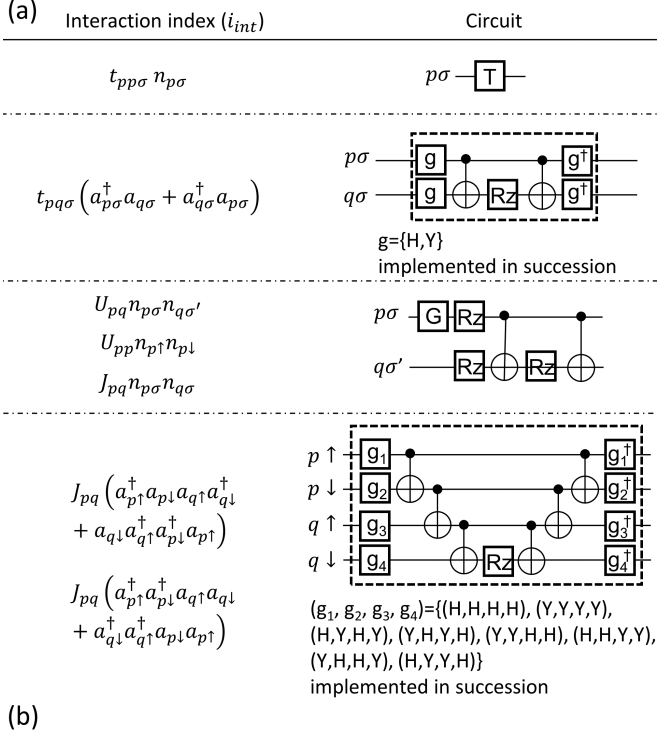 (a)
Interaction index (i_int) Circuit
t_ppσ n_pσ pσ T
t_pqσ (a†_pσ a_qσ + a†_qσ a_pσ)
pσ g g†
qσ g Rz g†
g={H,Y}
implemented in succession
U_pq n_pσ n_qσ′
U_pp n_p↑ n_p↓
J_pq n_pσ n_qσ
pσ G Rz
qσ′ Rz Rz
J_pq (a†_p↑ a_p↓ a_q↑ a†_q↓
+ a_q↓ a†_q↑ a†_p↓ a_p↑)
J_pq (a†_p↑ a†_p↓ a_q↑ a_q↓
+ a†_q↓ a†_q↑ a_p↓ a_p↑)
p ↑ g₁ g₁†
p ↓ g₂ g₂†
q ↑ g₃ g₃†
q ↓ g₄ Rz g₄†
(g₁, g₂, g₃, g₄)={(H,H,H,H), (Y,Y,Y,Y),
(H,Y,H,Y), (Y,H,Y,H), (Y,Y,H,H), (H,H,Y,Y),
(Y,H,H,Y), (H,Y,Y,H)}
implemented in succession
(b)